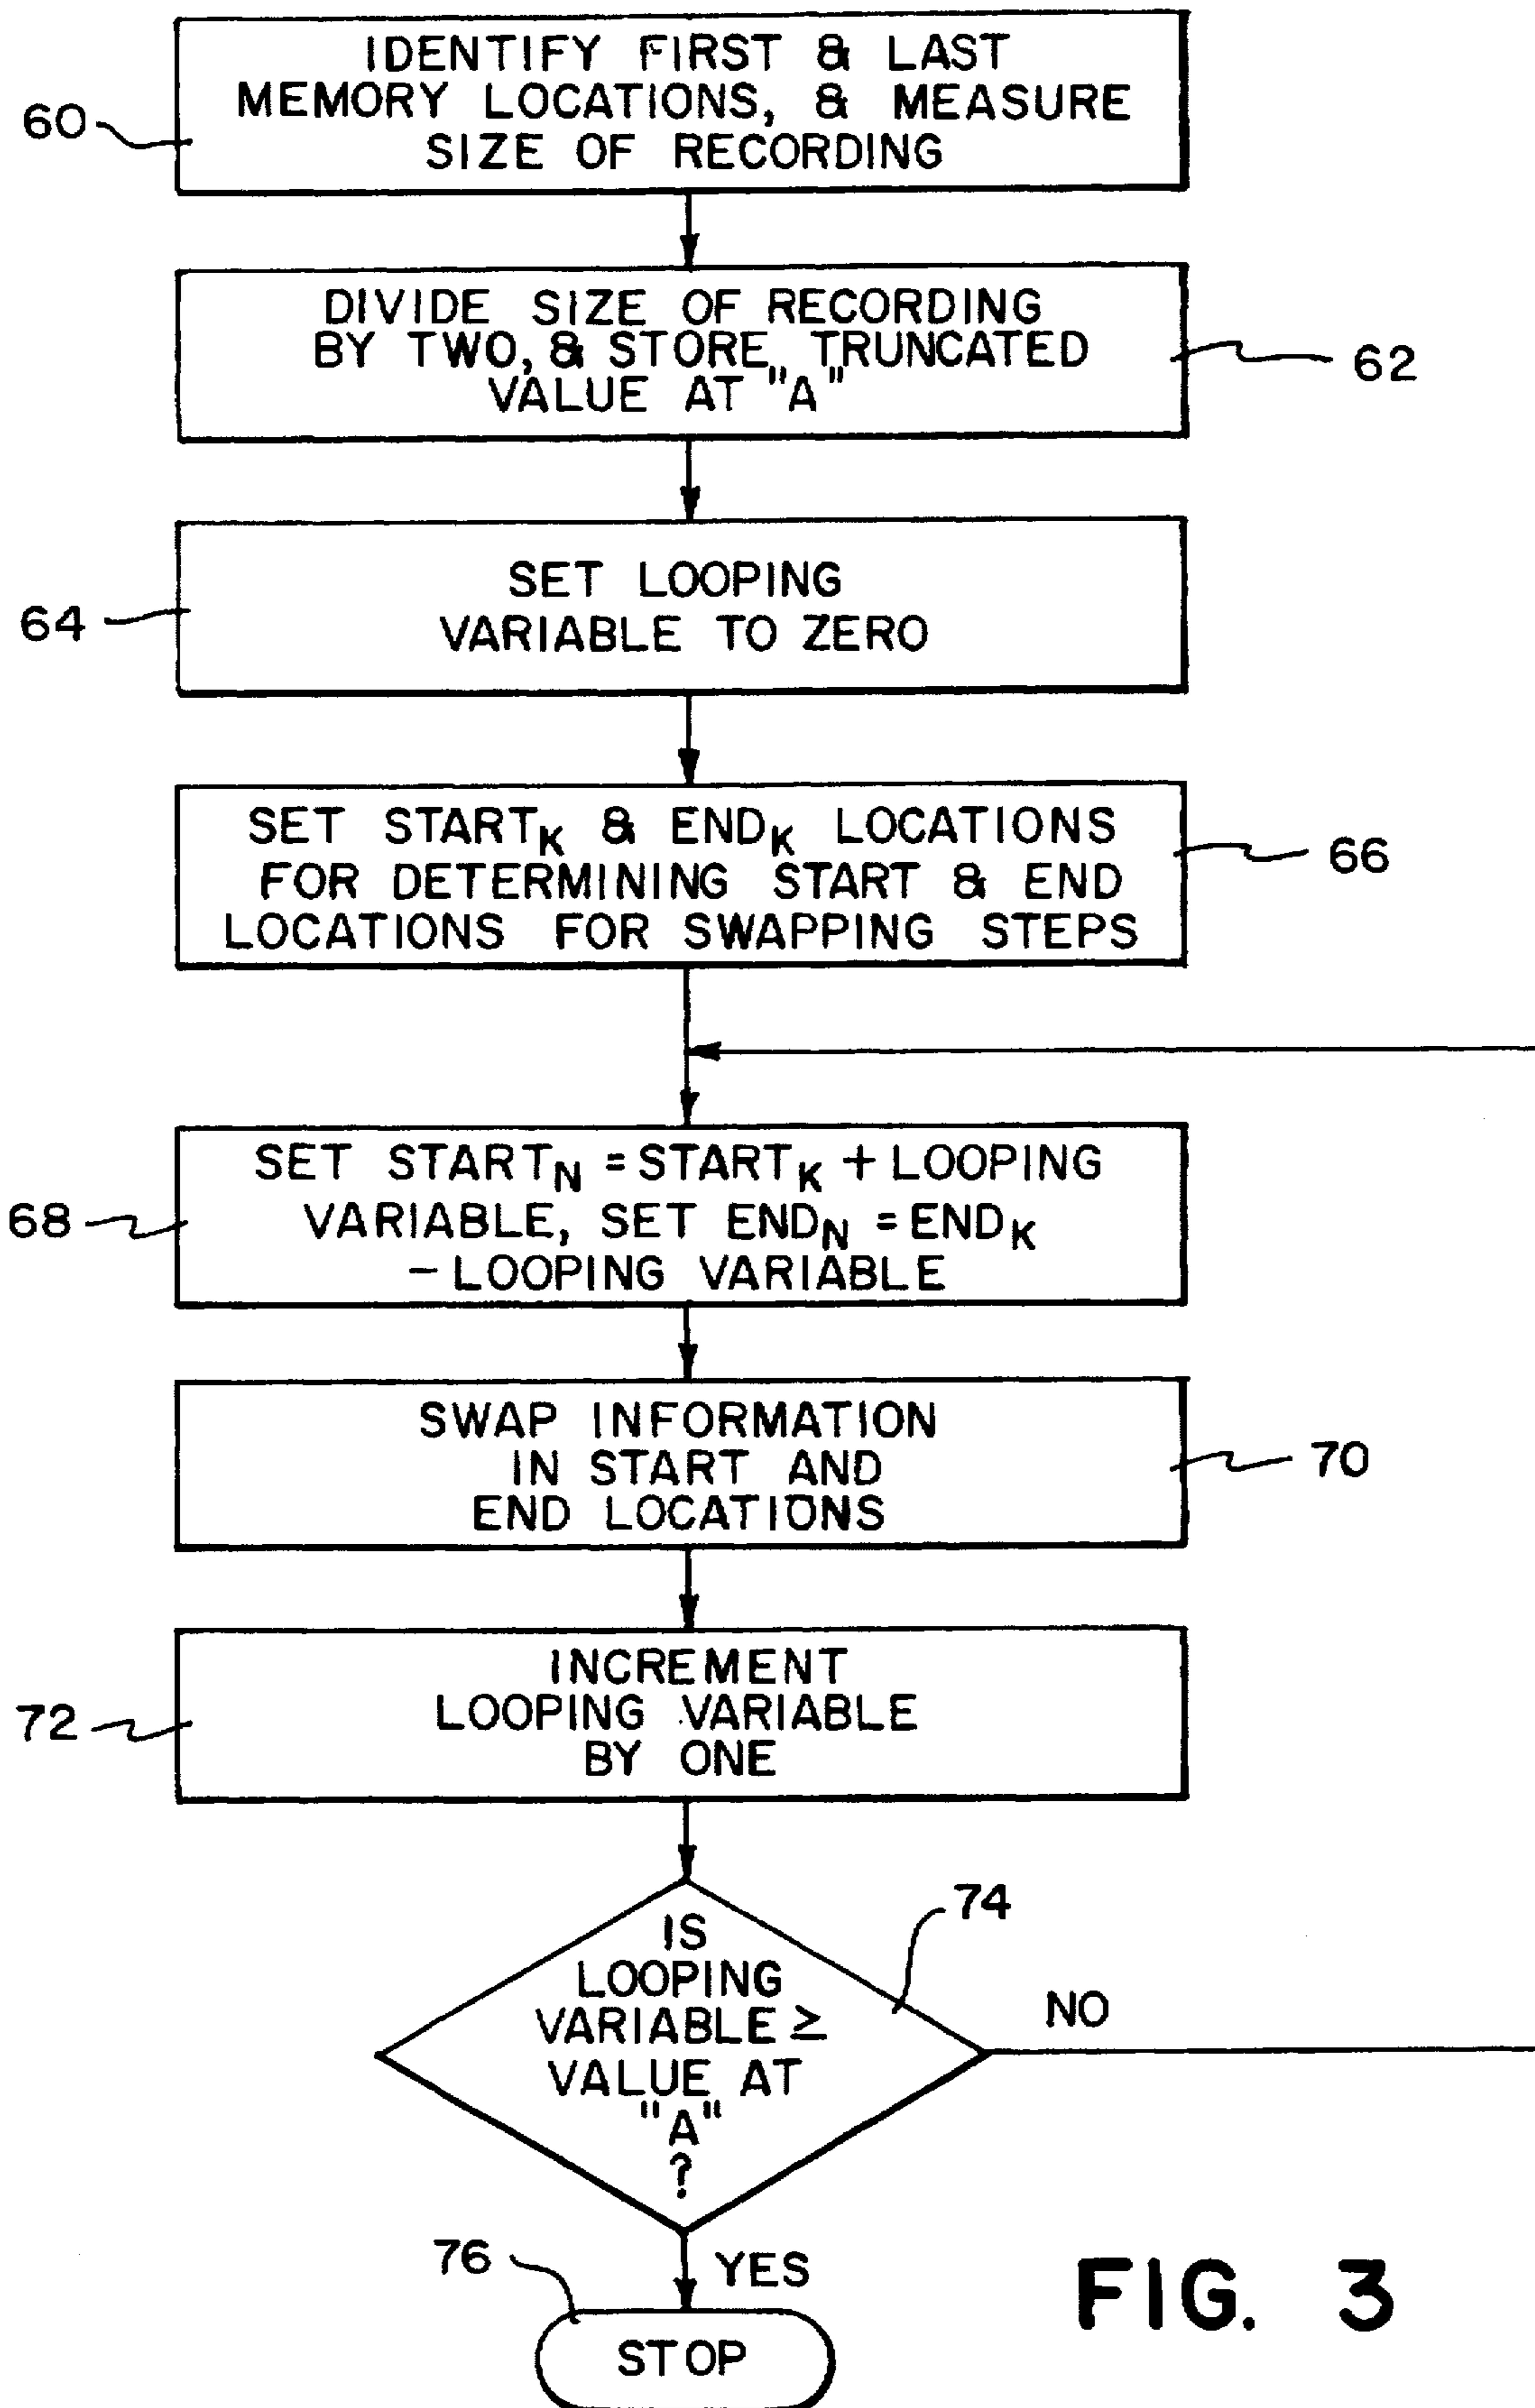 IDENTIFY FIRST & LAST
MEMORY LOCATIONS, & MEASURE
SIZE OF RECORDING
60
DIVIDE SIZE OF RECORDING
BY TWO, & STORE TRUNCATED
VALUE AT "A"
62
SET LOOPING
VARIABLE TO ZERO
64
SET STARTK & ENDK LOCATIONS
FOR DETERMINING START & END
LOCATIONS FOR SWAPPING STEPS
66
SET STARTN = STARTK + LOOPING
VARIABLE, SET ENDN = ENDK
- LOOPING VARIABLE
68
SWAP INFORMATION
IN START AND
END LOCATIONS
70
INCREMENT
LOOPING VARIABLE
BY ONE
72
IS
LOOPING
VARIABLE ≥
VALUE AT
"A"
?
74
NO
YES
76
STOP
FIG. 3